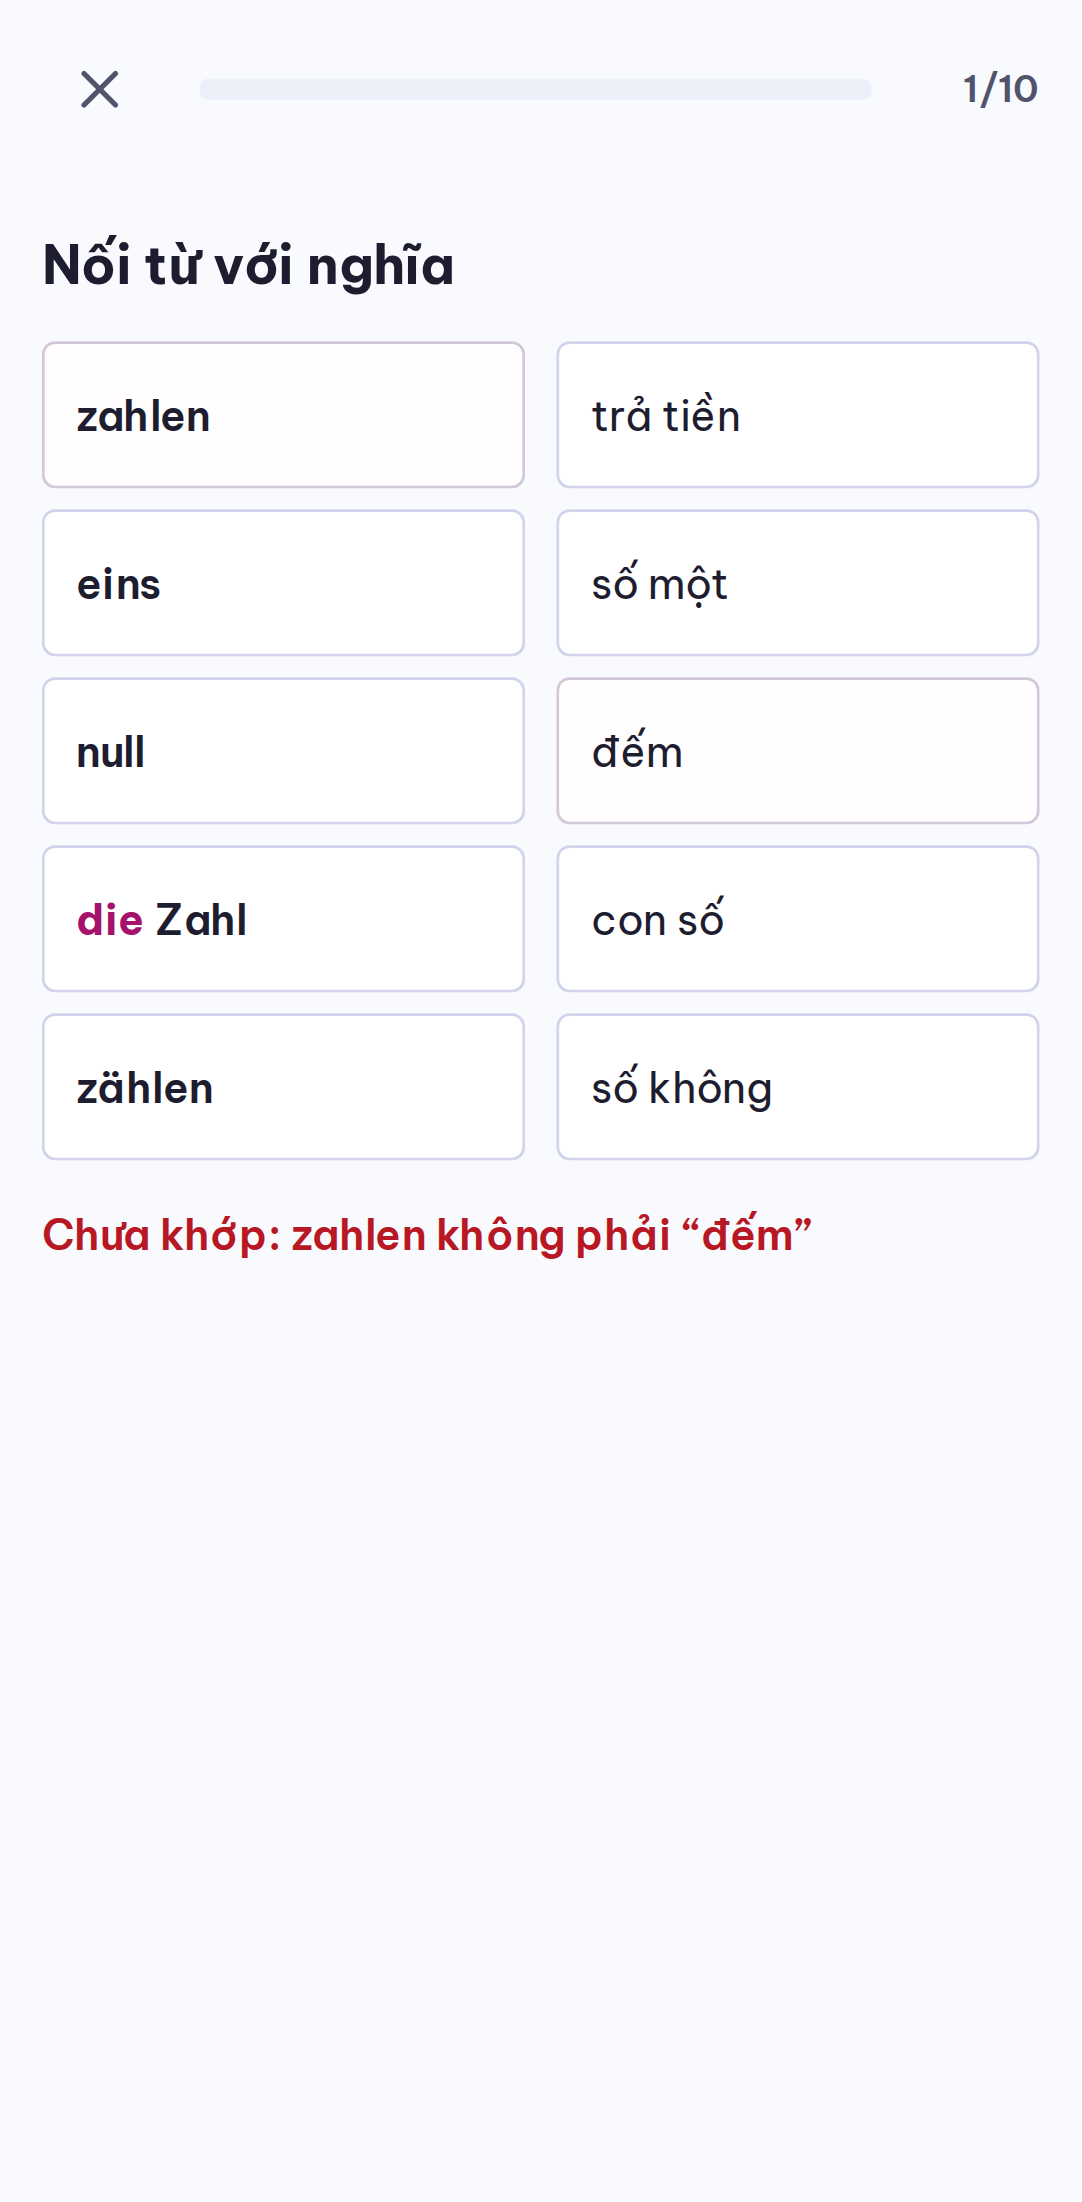 1/10
Nối từ với nghĩa
zahlen
trả tiền
eins
số một
null
đếm
die Zahl
con số
zählen
số không
Chưa khớp: zahlen không phải “đếm”